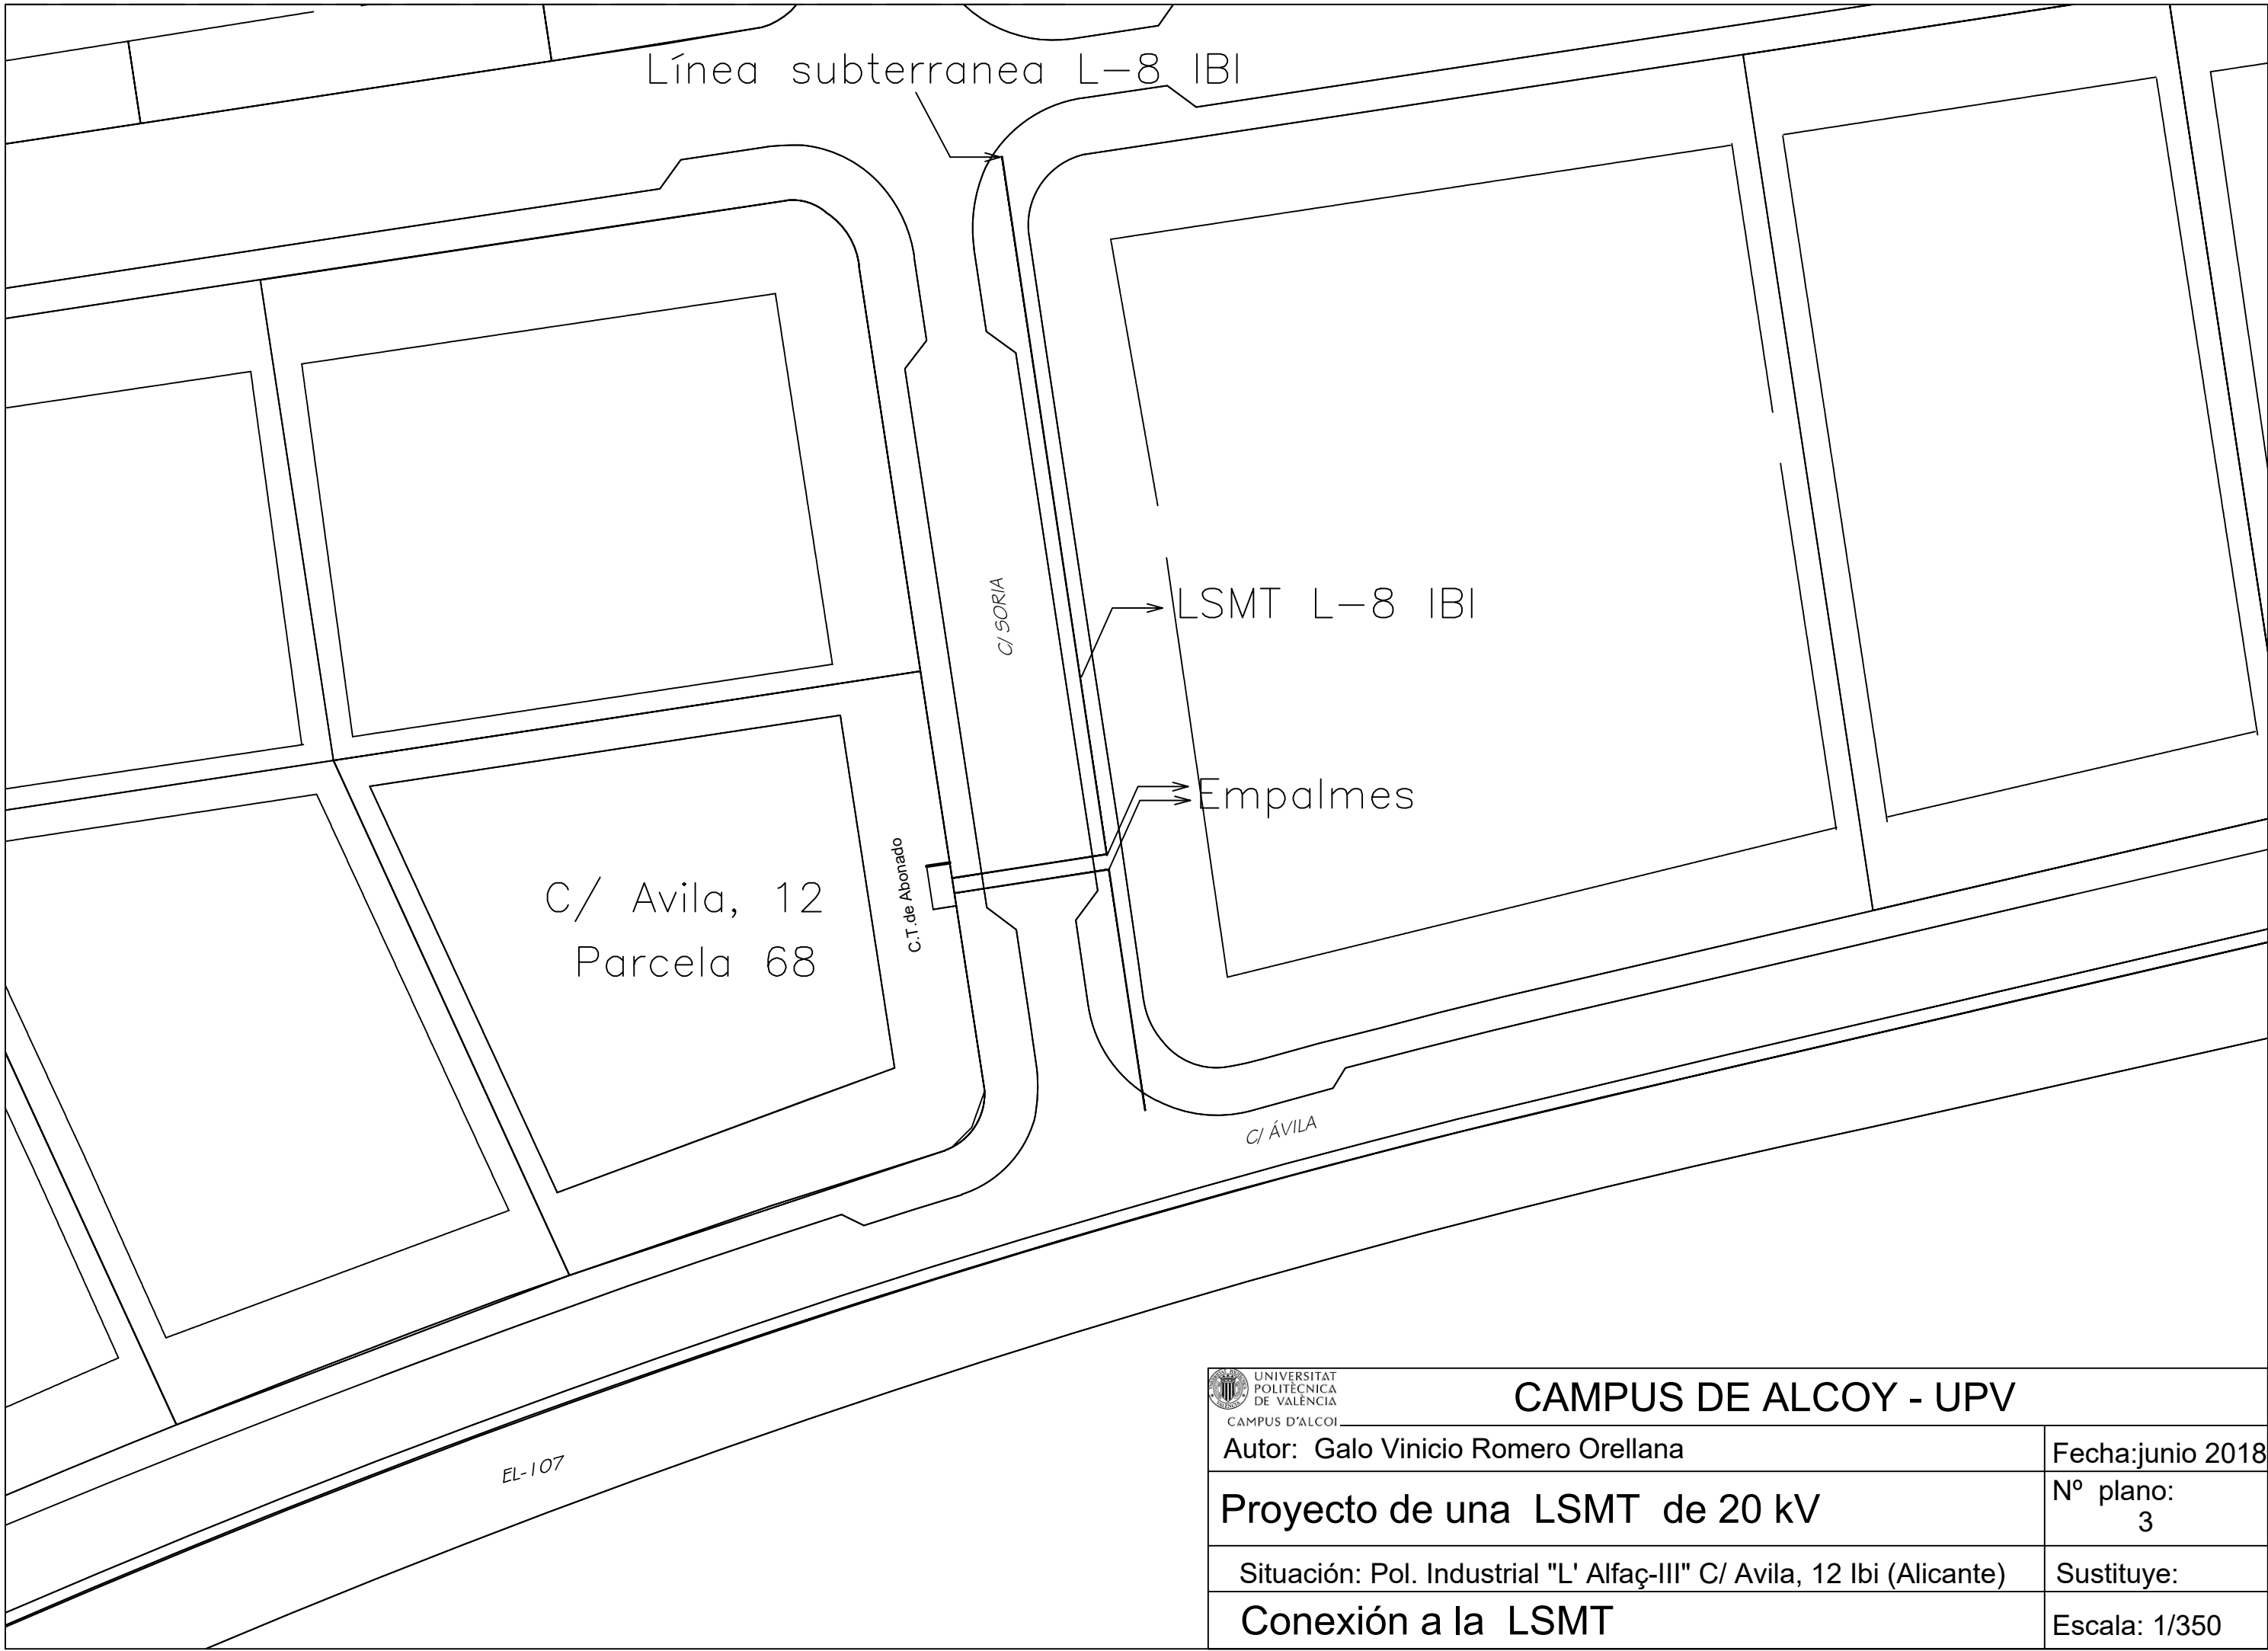 Línea subterranea L-8 IBI
C/ SORIA
LSMT L-8 IBI
Empalmes
C.T.de Abonado
C/ Avila, 12
Parcela 68
C/ ÁVILA
EL-107
UNIVERSITAT
POLITÈCNICA
DE VALÈNCIA
CAMPUS D'ALCOI
CAMPUS DE ALCOY - UPV
Autor: Galo Vinicio Romero Orellana
Fecha:junio 2018
Proyecto de una LSMT de 20 kV
Nº plano:
3
Situación: Pol. Industrial "L' Alfaç-III" C/ Avila, 12 Ibi (Alicante)
Sustituye:
Conexión a la LSMT
Escala: 1/350